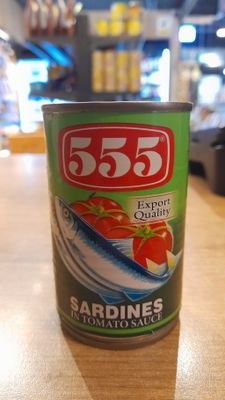 555®
Export
Quality
SARDINES
IN TOMATO SAUCE